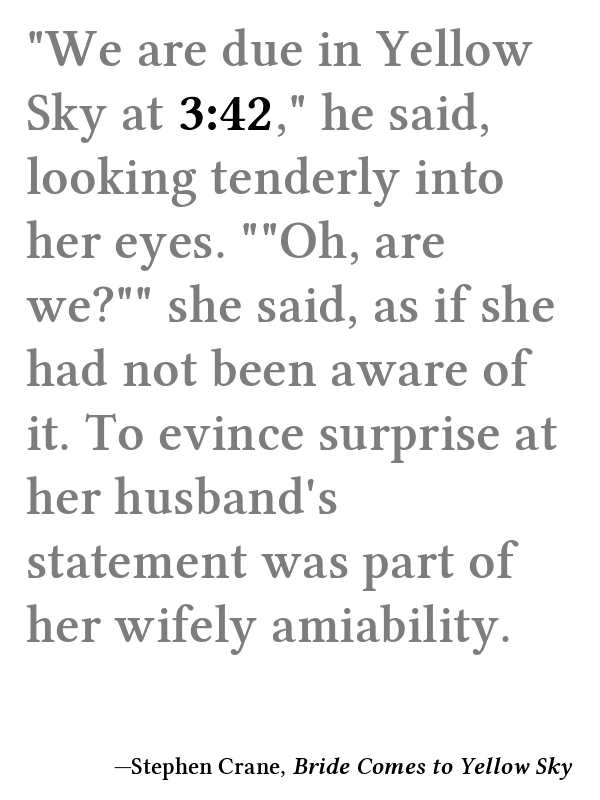 "We are due in Yellow
Sky at 3:42," he said,
looking tenderly into
her eyes. ""Oh, are
we?"" she said, as if she
had not been aware of
it. To evince surprise at
her husband's
statement was part of
her wifely amiability.
—Stephen Crane, Bride Comes to Yellow Sky